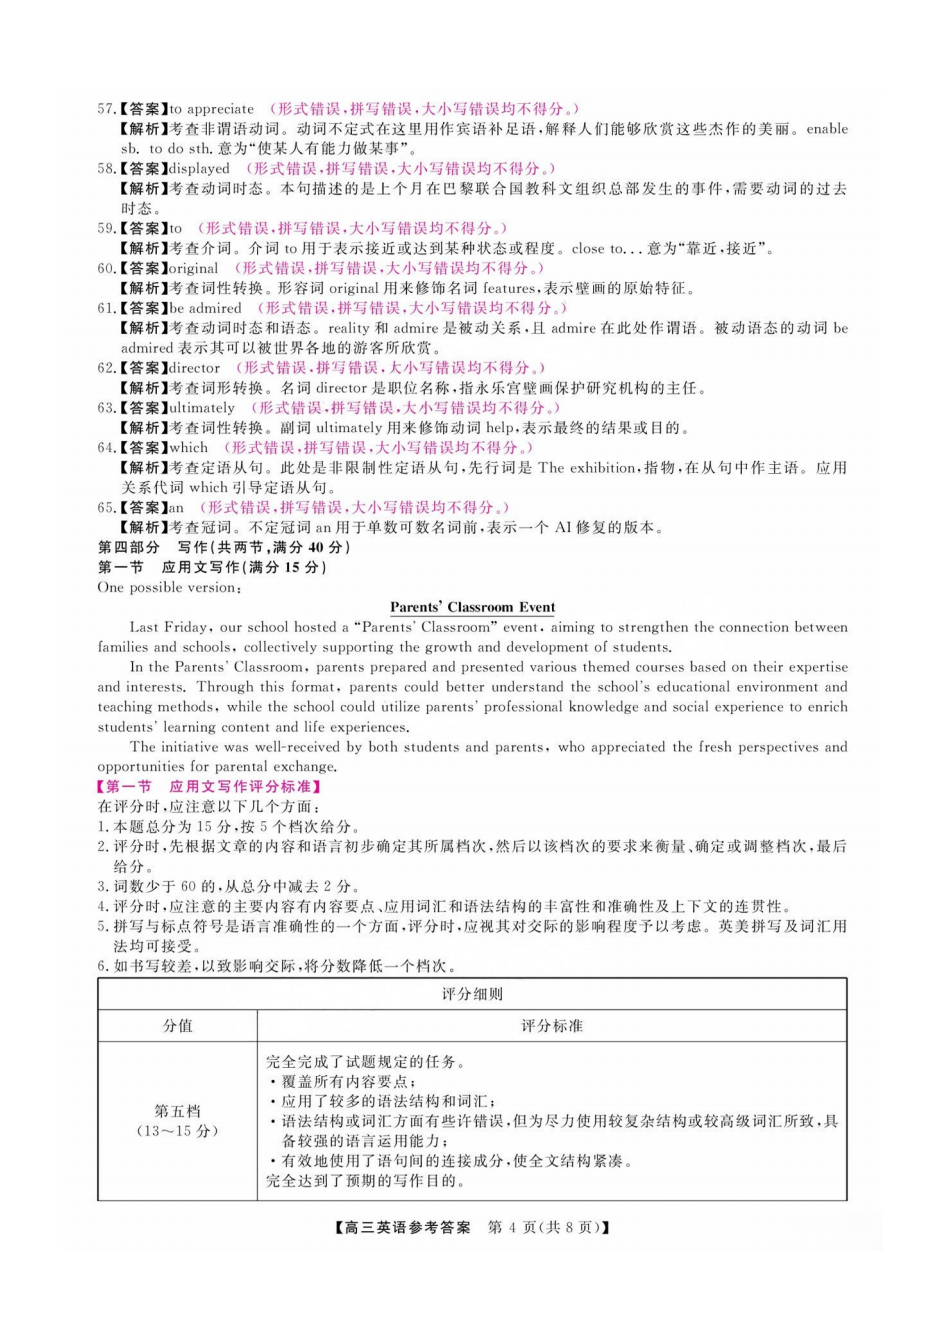 57.【答案】to appreciate (形式错误,拼写错误,大小写错误均不得分。)
【解析】考查非谓语动词。动词不定式在这里用作宾语补足语,解释人们能够欣赏这些杰作的美丽。enable
sb. to do sth. 意为“使某人有能力做某事”。
58.【答案】displayed (形式错误,拼写错误,大小写错误均不得分。)
【解析】考查动词时态。本句描述的是上个月在巴黎联合国教科文组织总部发生的事件,需要动词的过去
时态。
59.【答案】to (形式错误,拼写错误,大小写错误均不得分。)
【解析】考查介词。介词 to 用于表示接近或达到某种状态或程度。close to... 意为“靠近,接近”。
60.【答案】original (形式错误,拼写错误,大小写错误均不得分。)
【解析】考查词性转换。形容词 original 用来修饰名词 features,表示壁画的原始特征。
61.【答案】be admired (形式错误,拼写错误,大小写错误均不得分。)
【解析】考查动词时态和语态。reality 和 admire 是被动关系,且 admire 在此处作谓语。被动语态的动词 be
admired 表示其可以被世界各地的游客所欣赏。
62.【答案】director (形式错误,拼写错误,大小写错误均不得分。)
【解析】考查词形转换。名词 director 是职位名称,指永乐宫壁画保护研究机构的主任。
63.【答案】ultimately (形式错误,拼写错误,大小写错误均不得分。)
【解析】考查词性转换。副词 ultimately 用来修饰动词 help,表示最终的结果或目的。
64.【答案】which (形式错误,拼写错误,大小写错误均不得分。)
【解析】考查定语从句。此处是非限制性定语从句,先行词是 The exhibition,指物,在从句中作主语。应用
关系代词 which 引导定语从句。
65.【答案】an (形式错误,拼写错误,大小写错误均不得分。)
【解析】考查冠词。不定冠词 an 用于单数可数名词前,表示一个 AI 修复的版本。
第四部分 写作(共两节,满分 40 分)
第一节 应用文写作(满分 15 分)
One possible version:
Parents' Classroom Event
Last Friday, our school hosted a “Parents' Classroom” event, aiming to strengthen the connection between
families and schools, collectively supporting the growth and development of students.
In the Parents' Classroom, parents prepared and presented various themed courses based on their expertise
and interests. Through this format, parents could better understand the school's educational environment and
teaching methods, while the school could utilize parents' professional knowledge and social experience to enrich
students' learning content and life experiences.
The initiative was well-received by both students and parents, who appreciated the fresh perspectives and
opportunities for parental exchange.
【第一节 应用文写作评分标准】
在评分时,应注意以下几个方面:
1. 本题总分为 15 分,按 5 个档次给分。
2. 评分时,先根据文章的内容和语言初步确定其所属档次,然后以该档次的要求来衡量、确定或调整档次,最后
给分。
3. 词数少于 60 的,从总分中减去 2 分。
4. 评分时,应注意的主要内容有内容要点、应用词汇和语法结构的丰富性和准确性及上下文的连贯性。
5. 拼写与标点符号是语言准确性的一个方面,评分时,应视其对交际的影响程度予以考虑。英美拼写及词汇用
法均可接受。
6. 如书写较差,以致影响交际,将分数降低一个档次。
评分细则
分值 评分标准
第五档
(13~15 分)
完全完成了试题规定的任务。
·覆盖所有内容要点;
·应用了较多的语法结构和词汇;
·语法结构或词汇方面有些许错误,但为尽力使用较复杂结构或较高级词汇所致,具
备较强的语言运用能力;
·有效地使用了语句间的连接成分,使全文结构紧凑。
完全达到了预期的写作目的。
【高三英语参考答案 第 4 页(共 8 页)】